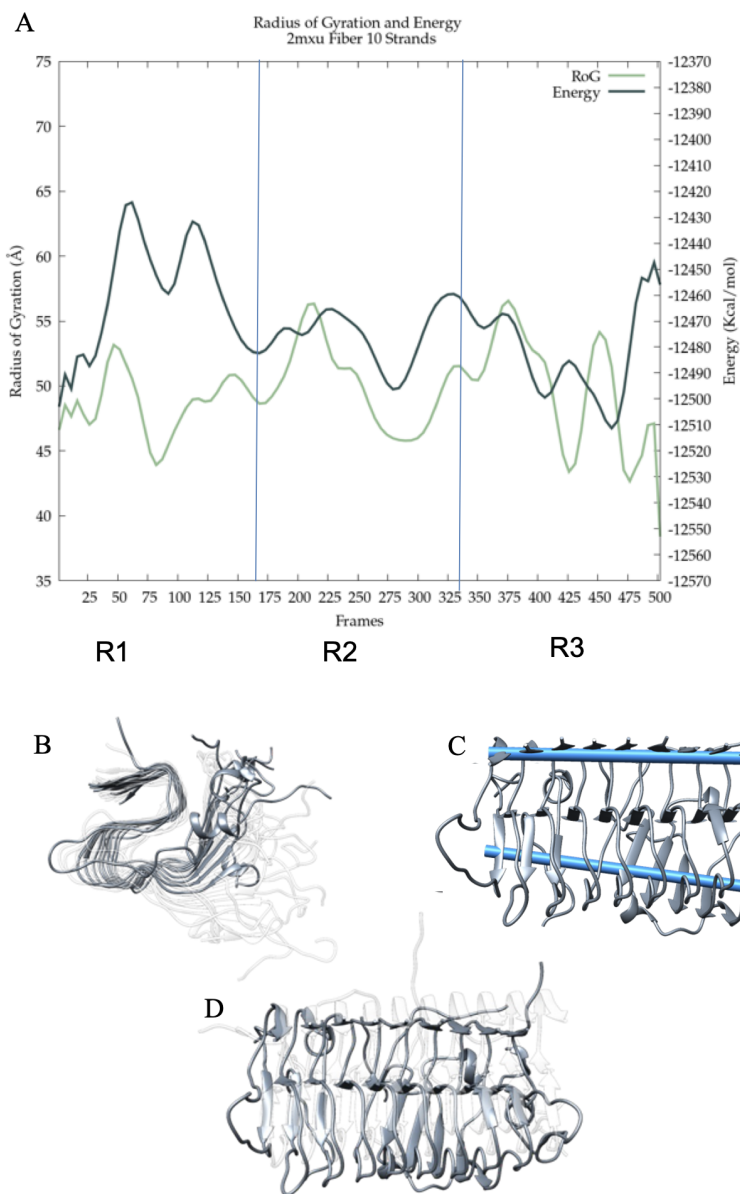 A
Radius of Gyration and Energy
2mxu Fiber 10 Strands
RoG
Energy
Radius of Gyration (Å)
75
70
65
60
55
50
45
40
35
Energy (Kcal/mol)
-12370
-12380
-12390
-12400
-12410
-12420
-12430
-12440
-12450
-12460
-12470
-12480
-12490
-12500
-12510
-12520
-12530
-12540
-12550
-12560
-12570
25 50 75 100 125 150 175 200 225 250 275 300 325 350 375 400 425 450 475 500
Frames
R1 R2 R3
B
C
D